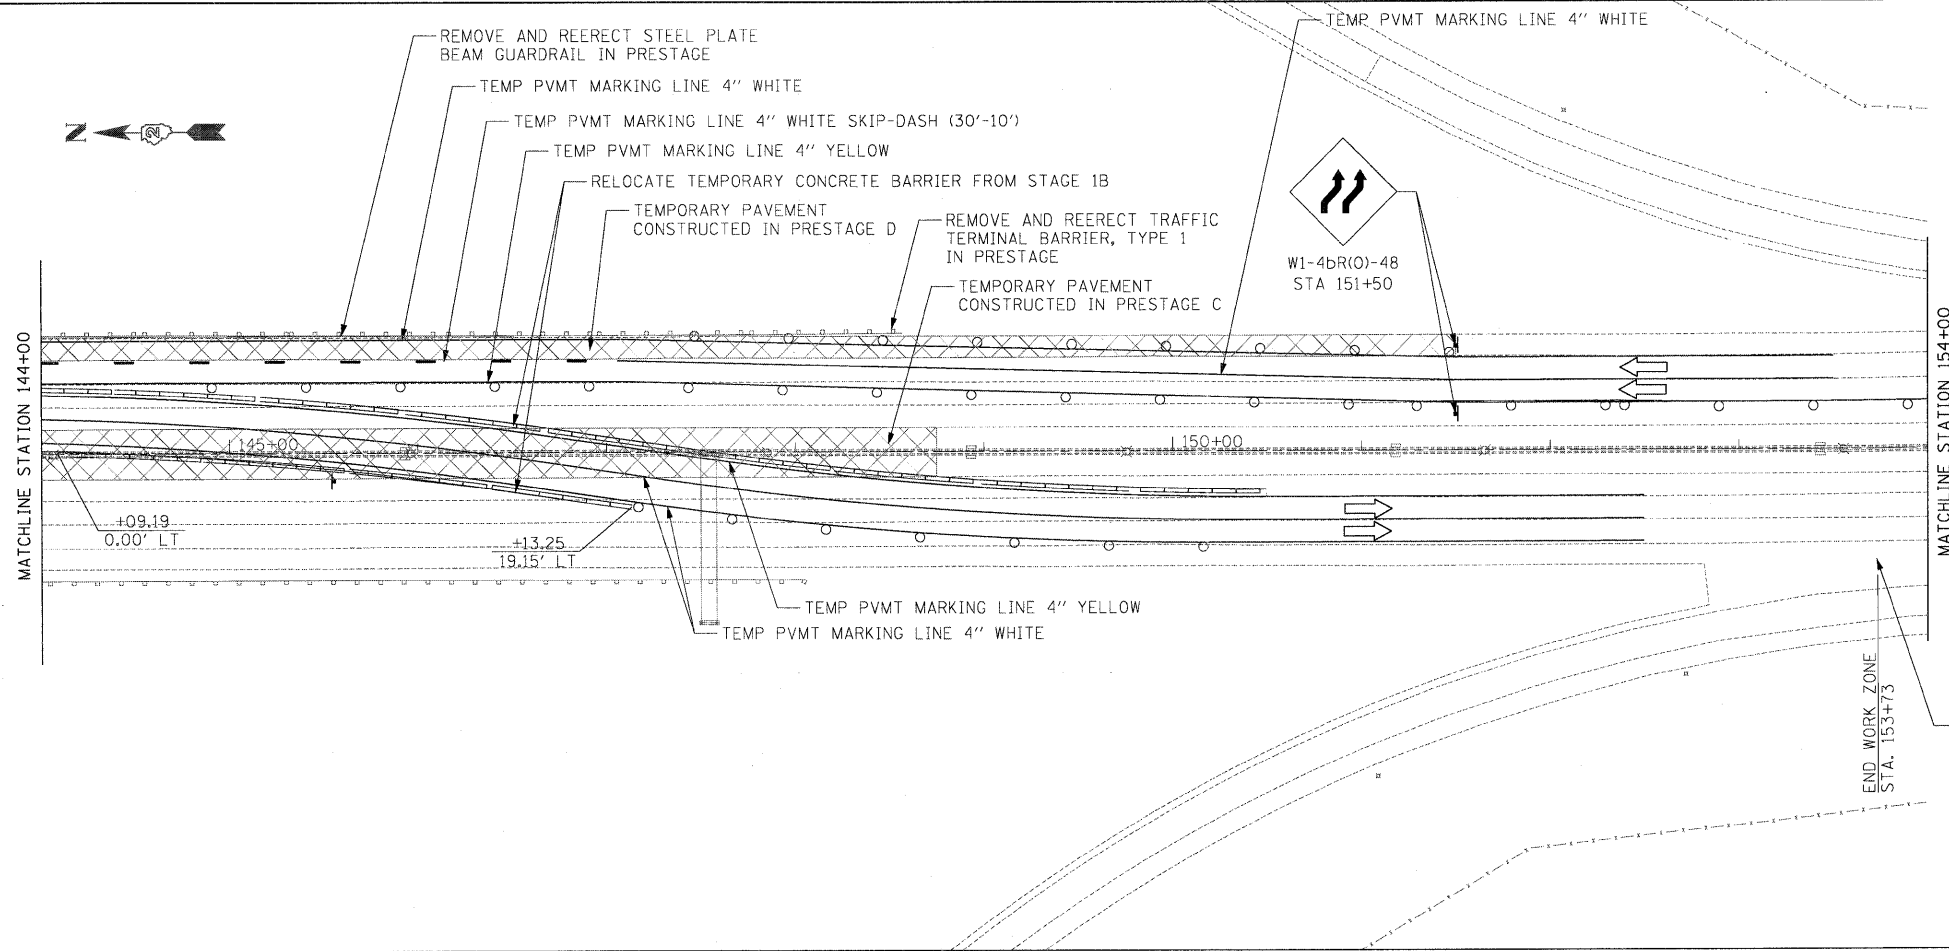 REMOVE AND REERECT STEEL PLATE
BEAM GUARDRAIL IN PRESTAGE
TEMP PVMT MARKING LINE 4" WHITE
TEMP PVMT MARKING LINE 4" WHITE SKIP-DASH (30'-10')
TEMP PVMT MARKING LINE 4" YELLOW
RELOCATE TEMPORARY CONCRETE BARRIER FROM STAGE 1B
TEMPORARY PAVEMENT
CONSTRUCTED IN PRESTAGE D
REMOVE AND REERECT TRAFFIC
TERMINAL BARRIER, TYPE 1
IN PRESTAGE
TEMPORARY PAVEMENT
CONSTRUCTED IN PRESTAGE C
TEMP PVMT MARKING LINE 4" WHITE
W1-4bR(O)-48
STA 151+50
N
2
MATCHLINE STATION 144+00
MATCHLINE STATION 154+00
145+00
150+00
+09.19
0.00' LT
+13.25
19.15' LT
TEMP PVMT MARKING LINE 4" YELLOW
TEMP PVMT MARKING LINE 4" WHITE
END WORK ZONE
STA. 153+73